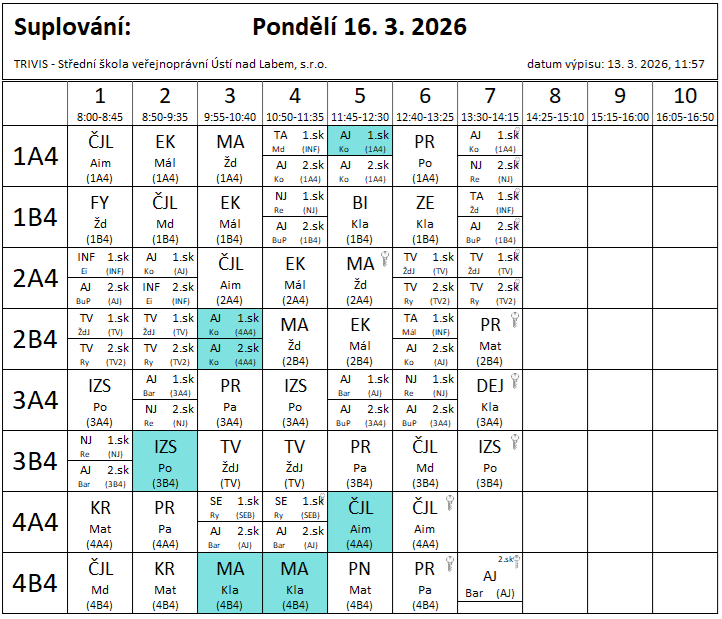 Suplování: Pondělí 16. 3. 2026
TRIVIS - Střední škola veřejnoprávní Ústí nad Labem, s.r.o. datum výpisu: 13. 3. 2026, 11:57
1 2 3 4 5 6 7 8 9 10
8:00-8:45 8:50-9:35 9:55-10:40 10:50-11:35 11:45-12:30 12:40-13:25 13:30-14:15 14:25-15:10 15:15-16:00 16:05-16:50
1A4
ČJL Aim (1A4)
EK Mál (1A4)
MA Žd (1A4)
TA 1.sk Md (INF)
AJ 2.sk Ko (1A4)
AJ 1.sk Ko (1A4)
AJ 2.sk Ko (1A4)
PR Po (1A4)
AJ 1.sk Ko (1A4)
NJ 2.sk Re (NJ)
1B4
FY Žd (1B4)
ČJL Md (1B4)
EK Mál (1B4)
NJ 1.sk Re (NJ)
AJ 2.sk BuP (1B4)
BI Kla (1B4)
ZE Kla (1B4)
TA 1.sk Žd (INF)
AJ 2.sk BuP (1B4)
2A4
INF 1.sk Ei (INF)
AJ 2.sk BuP (AJ)
AJ 1.sk Ko (AJ)
INF 2.sk Ei (INF)
ČJL Aim (2A4)
EK Mál (2A4)
MA Žd (2A4)
TV 1.sk ŽdJ (TV)
TV 2.sk Ry (TV2)
TV 1.sk ŽdJ (TV)
TV 2.sk Ry (TV2)
2B4
TV 1.sk ŽdJ (TV)
TV 2.sk Ry (TV2)
TV 1.sk ŽdJ (TV)
TV 2.sk Ry (TV2)
AJ 1.sk Ko (4A4)
AJ 2.sk Ko (4A4)
MA Žd (2B4)
EK Mál (2B4)
TA 1.sk Mál (INF)
AJ 2.sk Ko (AJ)
PR Mat (2B4)
3A4
IZS Po (3A4)
AJ 1.sk Bar (3A4)
NJ 2.sk Re (NJ)
PR Pa (3A4)
IZS Po (3A4)
AJ 1.sk Bar (AJ)
AJ 2.sk BuP (3A4)
NJ 1.sk Re (NJ)
AJ 2.sk BuP (3A4)
DEJ Kla (3A4)
3B4
NJ 1.sk Re (NJ)
AJ 2.sk Bar (3B4)
IZS Po (3B4)
TV ŽdJ (TV)
TV ŽdJ (TV)
PR Pa (3B4)
ČJL Md (3B4)
IZS Po (3B4)
4A4
KR Mat (4A4)
PR Pa (4A4)
SE 1.sk Ry (SEB)
AJ 2.sk Bar (AJ)
SE 1.sk Ry (SEB)
AJ 2.sk Bar (AJ)
ČJL Aim (4A4)
ČJL Aim (4A4)
4B4
ČJL Md (4B4)
KR Mat (4B4)
MA Kla (4B4)
MA Kla (4B4)
PN Mat (4B4)
PR Pa (4B4)
2.sk AJ Bar (AJ)